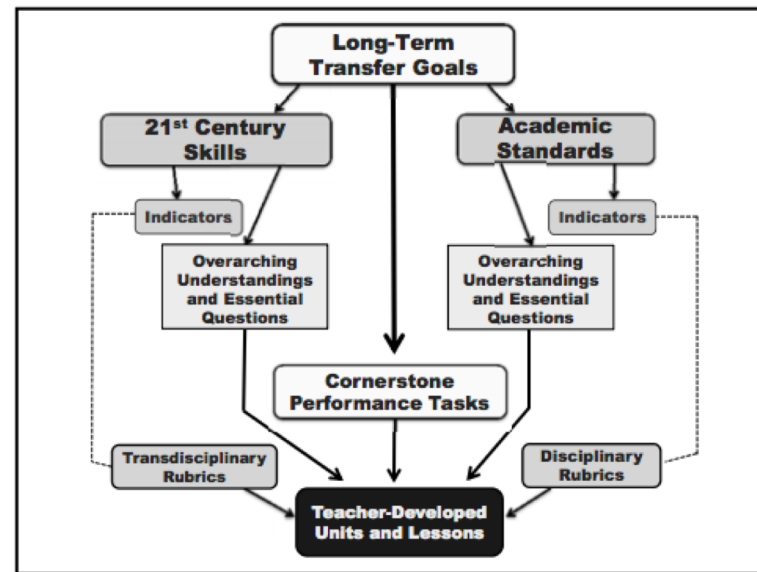 Long-Term
Transfer Goals
21st Century
Skills
Academic
Standards
Indicators
Indicators
Overarching
Understandings
and Essential
Questions
Overarching
Understandings
and Essential
Questions
Cornerstone
Performance Tasks
Transdisciplinary
Rubrics
Disciplinary
Rubrics
Teacher-Developed
Units and Lessons